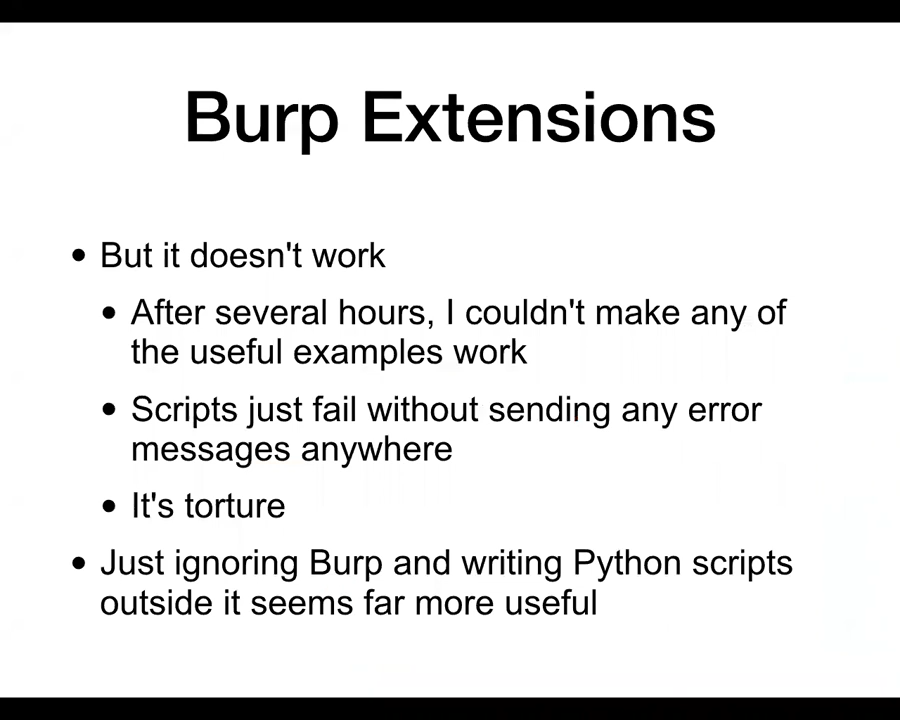 Burp Extensions
• But it doesn't work
• After several hours, I couldn't make any of
the useful examples work
• Scripts just fail without sending any error
messages anywhere
• It's torture
• Just ignoring Burp and writing Python scripts
outside it seems far more useful